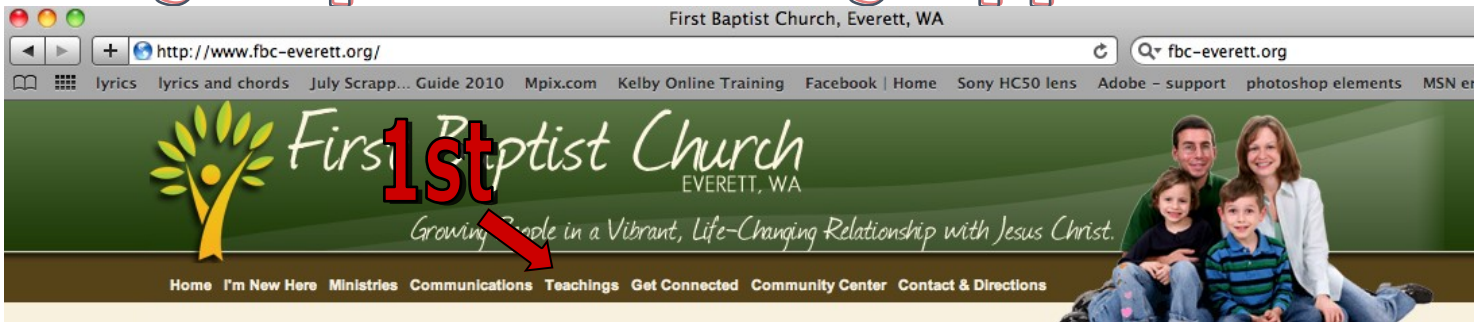 First Baptist Church, Everett, WA
http://www.fbc-everett.org/ fbc-everett.org
lyrics lyrics and chords July Scrapp... Guide 2010 Mpix.com Kelby Online Training Facebook | Home Sony HC50 lens Adobe - support photoshop elements MSN
First Baptist Church
1st
EVERETT, WA
Growing People in a Vibrant, Life-Changing Relationship with Jesus Christ.
Home I'm New Here Ministries Communications Teachings Get Connected Community Center Contact & Directions